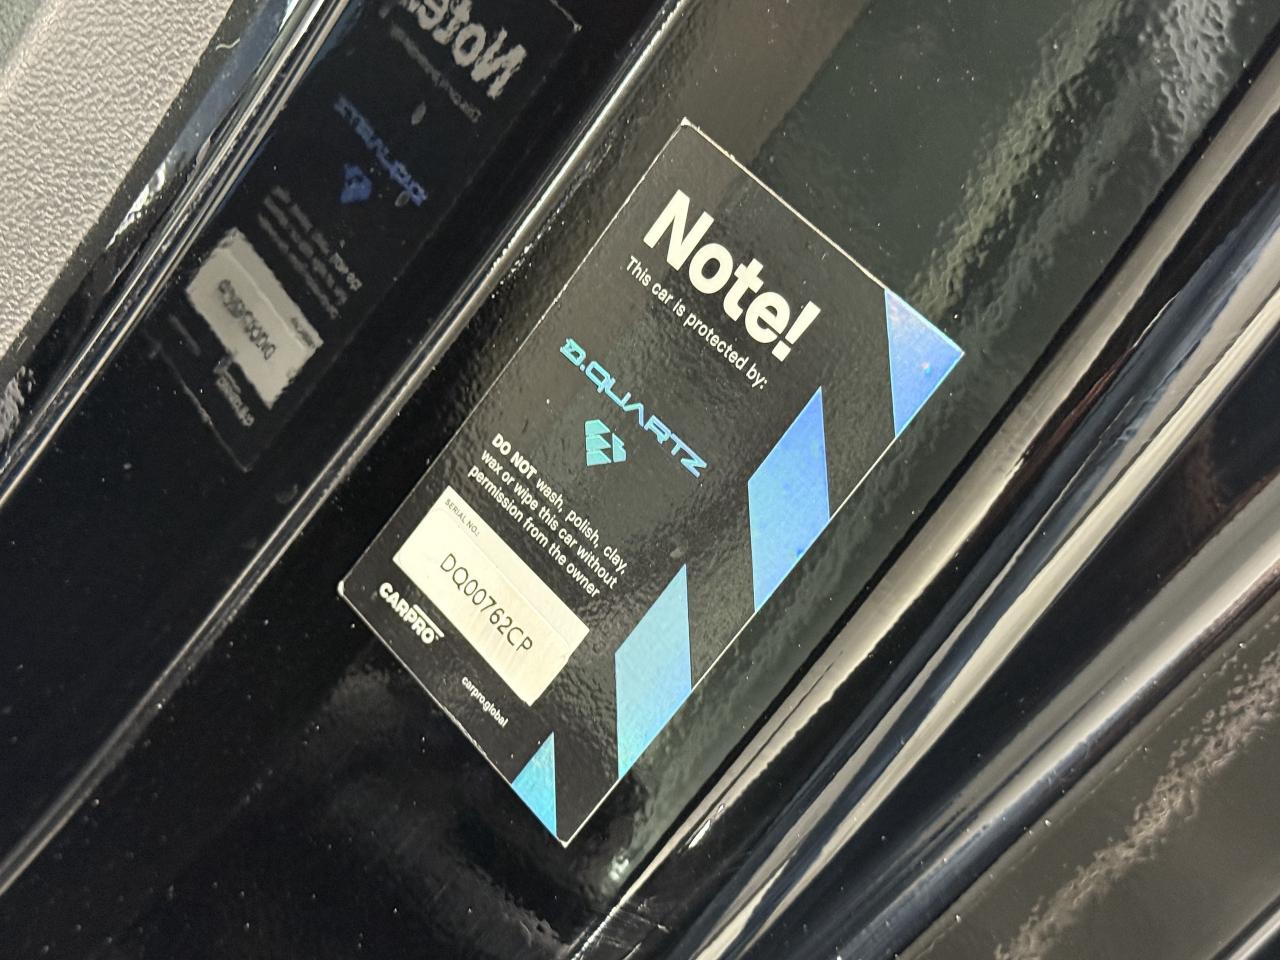 Note!
This car is protected by:
D.QUARTZ
DO NOT wash, polish, clay,
wax or wipe this car without
permission from the owner
SERIAL NO.:
DQ00762CP
CARPRO
carpro.global